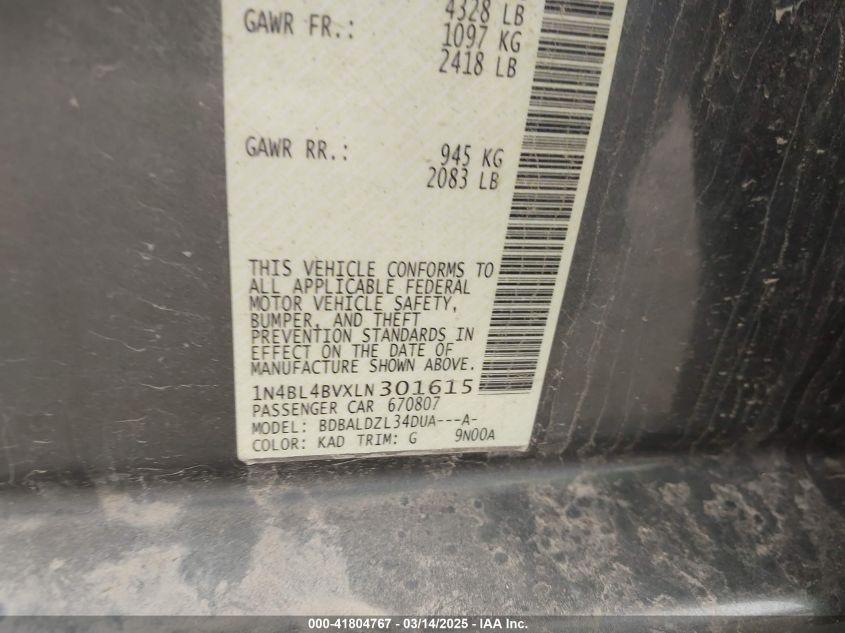 4328 LB
GAWR FR.: 1097 KG
2418 LB
GAWR RR.: 945 KG
2083 LB
THIS VEHICLE CONFORMS TO
ALL APPLICABLE FEDERAL
MOTOR VEHICLE SAFETY,
BUMPER, AND THEFT
PREVENTION STANDARDS IN
EFFECT ON THE DATE OF
MANUFACTURE SHOWN ABOVE.
1N4BL4BVXLN301615
PASSENGER CAR 670807
MODEL: BDBALDZL34DUA---A-
COLOR: KAD TRIM: G 9N00A
000-41804767 - 03/14/2025 - IAA Inc.